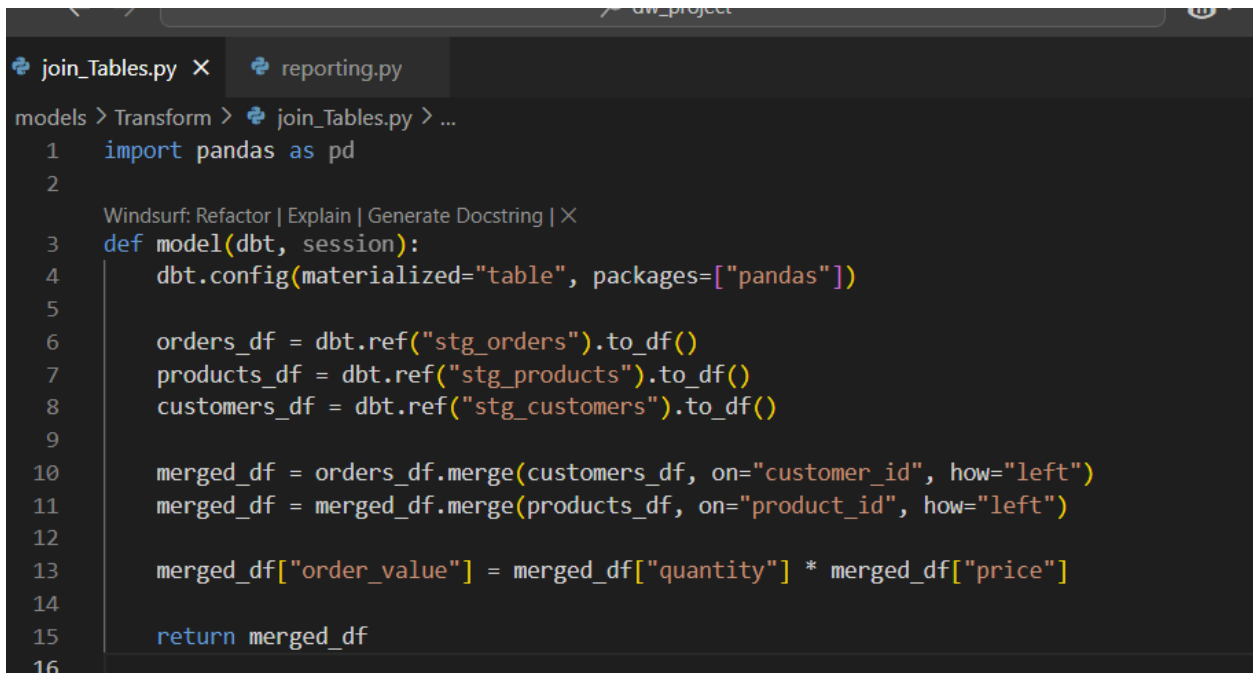 dw_project
join_Tables.py X reporting.py
models > Transform > join_Tables.py > ...
1 import pandas as pd
2
Windsurf: Refactor | Explain | Generate Docstring | X
3 def model(dbt, session):
4 dbt.config(materialized="table", packages=["pandas"])
5
6 orders_df = dbt.ref("stg_orders").to_df()
7 products_df = dbt.ref("stg_products").to_df()
8 customers_df = dbt.ref("stg_customers").to_df()
9
10 merged_df = orders_df.merge(customers_df, on="customer_id", how="left")
11 merged_df = merged_df.merge(products_df, on="product_id", how="left")
12
13 merged_df["order_value"] = merged_df["quantity"] * merged_df["price"]
14
15 return merged_df
16